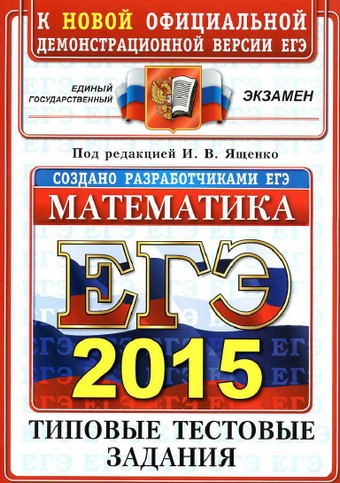 К НОВОЙ ОФИЦИАЛЬНОЙ
ДЕМОНСТРАЦИОННОЙ ВЕРСИИ ЕГЭ
ЕДИНЫЙ
ГОСУДАРСТВЕННЫЙ
ЭКЗАМЕН
Под редакцией И. В. Ященко
СОЗДАНО РАЗРАБОТЧИКАМИ ЕГЭ
МАТЕМАТИКА
ЕГЭ
2015
ТИПОВЫЕ ТЕСТОВЫЕ
ЗАДАНИЯ